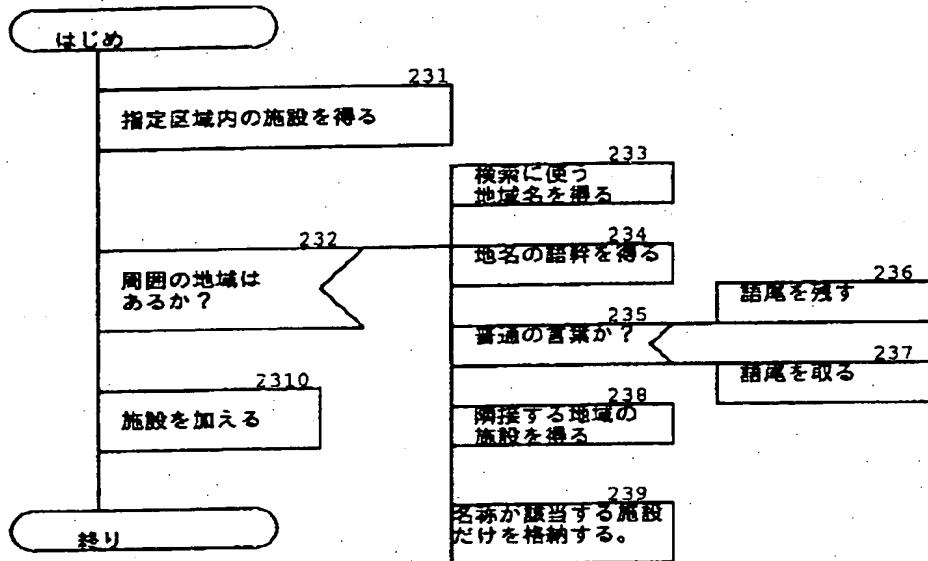 はじめ
231
指定区域内の施設を得る
233
検索に使う
地域名を得る
232
周囲の地域は
あるか?
234
地名の語幹を得る
235
普通の言葉か?
236
語尾を残す
237
語尾を取る
2310
施設を加える
238
隣接する地域の
施設を得る
239
名称が該当する施設
だけを格納する。
終り